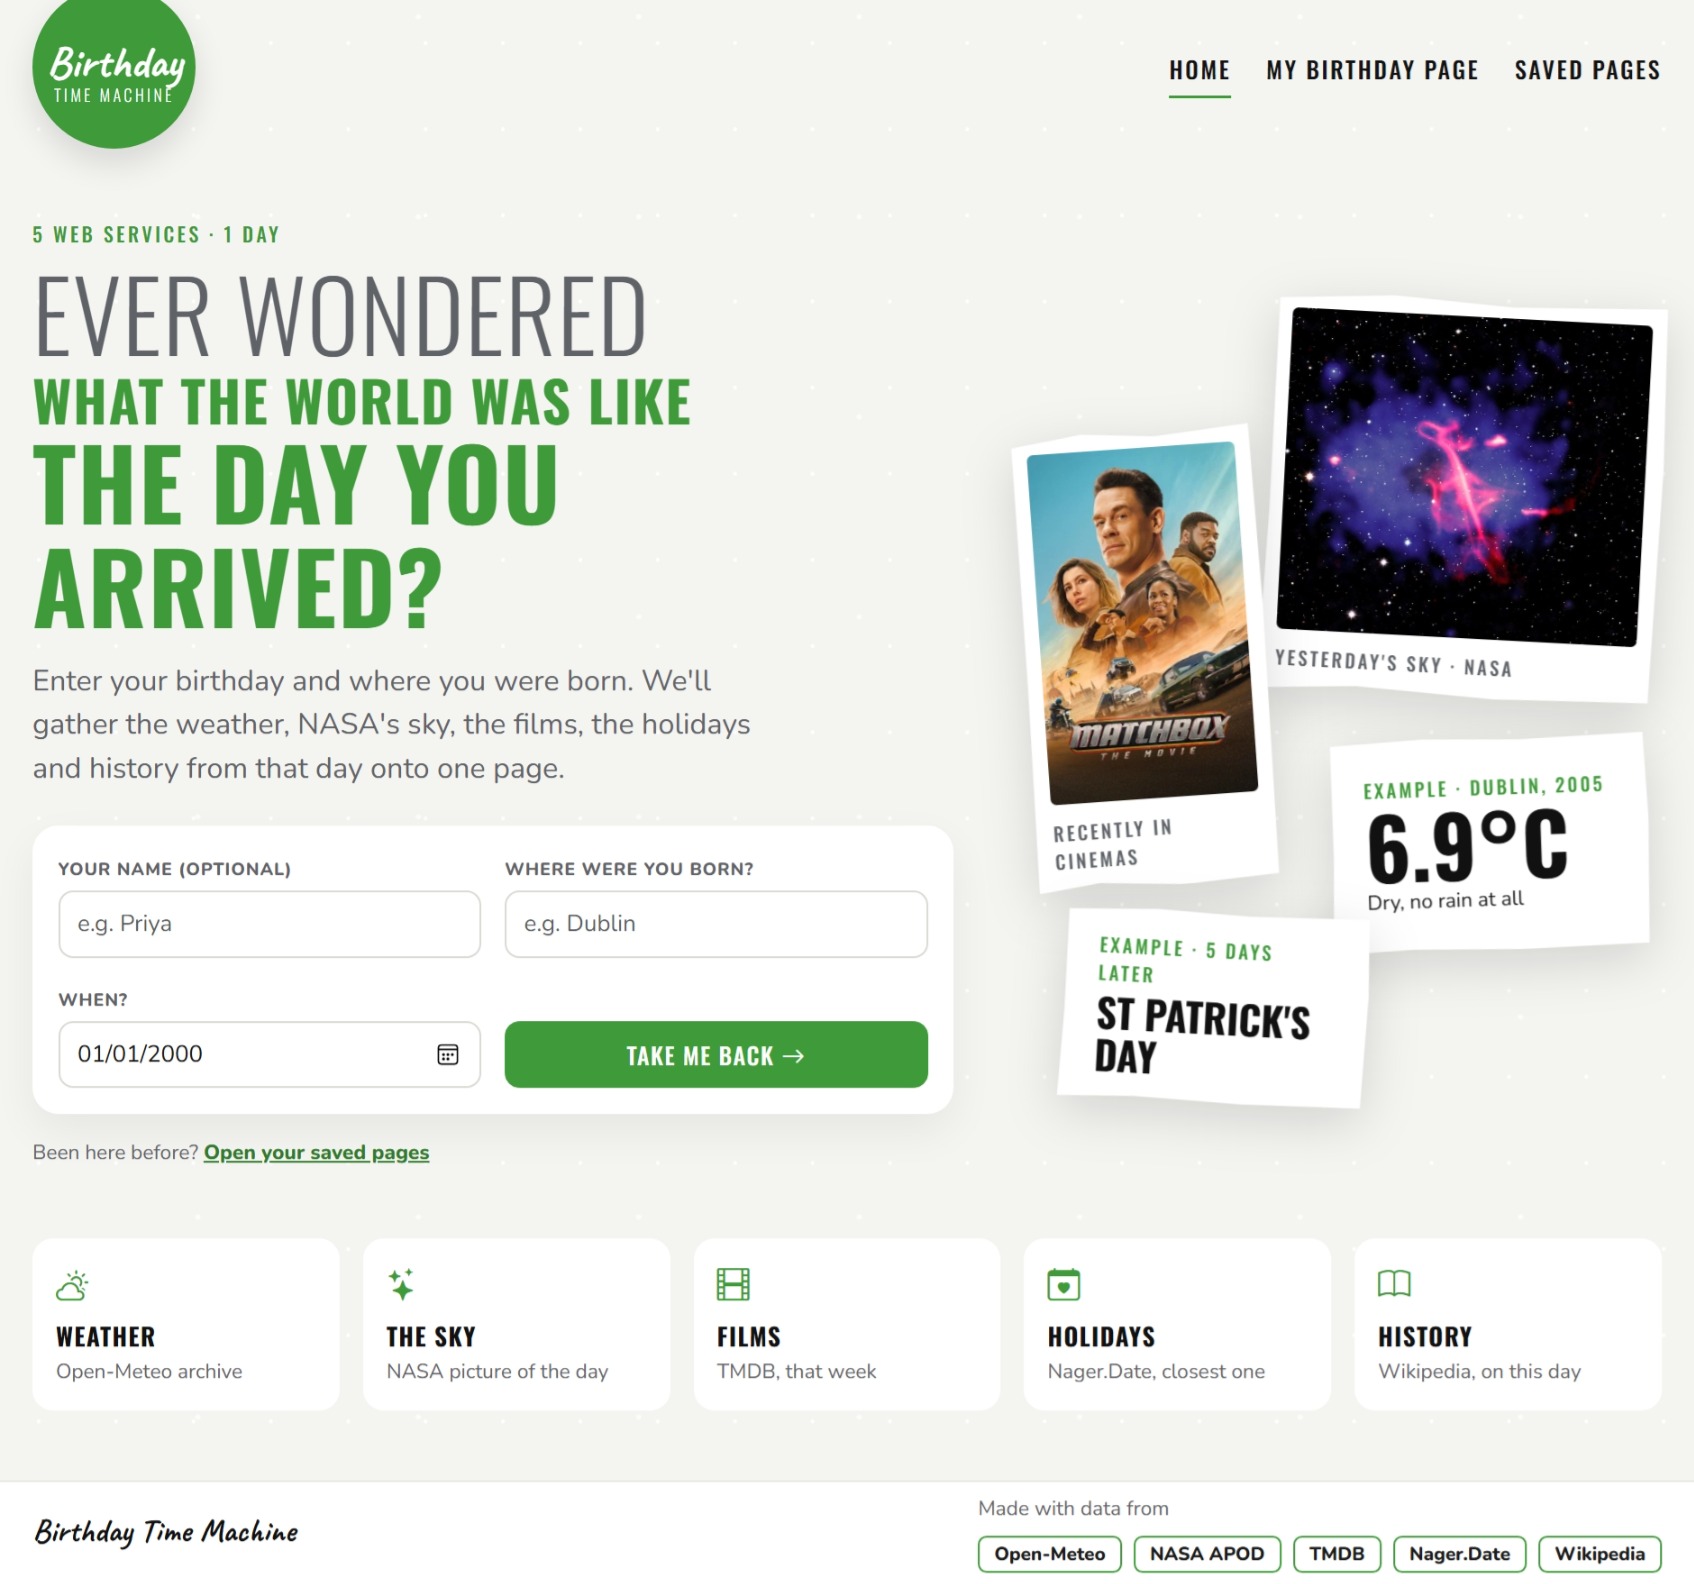 Birthday
TIME MACHINE
HOME
MY BIRTHDAY PAGE
SAVED PAGES
5 WEB SERVICES · 1 DAY
EVER WONDERED
WHAT THE WORLD WAS LIKE
THE DAY YOU
ARRIVED?
Enter your birthday and where you were born. We'll
gather the weather, NASA's sky, the films, the holidays
and history from that day onto one page.
YOUR NAME (OPTIONAL)
e.g. Priya
WHERE WERE YOU BORN?
e.g. Dublin
WHEN?
01/01/2000
TAKE ME BACK →
Been here before? Open your saved pages
YESTERDAY'S SKY · NASA
MATCHBOX
THE MOVIE
RECENTLY IN
CINEMAS
EXAMPLE · DUBLIN, 2005
6.9°C
Dry, no rain at all
EXAMPLE · 5 DAYS
LATER
ST PATRICK'S
DAY
WEATHER
Open-Meteo archive
THE SKY
NASA picture of the day
FILMS
TMDB, that week
HOLIDAYS
Nager.Date, closest one
HISTORY
Wikipedia, on this day
Birthday Time Machine
Made with data from
Open-Meteo
NASA APOD
TMDB
Nager.Date
Wikipedia